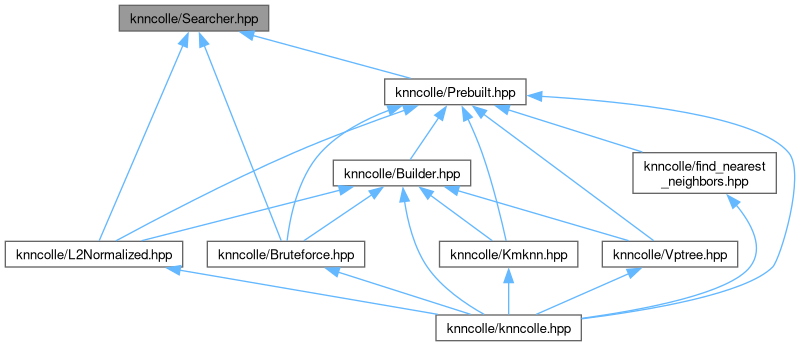 knncolle/Searcher.hpp
knncolle/Prebuilt.hpp
knncolle/Builder.hpp
knncolle/find_nearest
_neighbors.hpp
knncolle/L2Normalized.hpp
knncolle/Bruteforce.hpp
knncolle/Kmknn.hpp
knncolle/Vptree.hpp
knncolle/knncolle.hpp